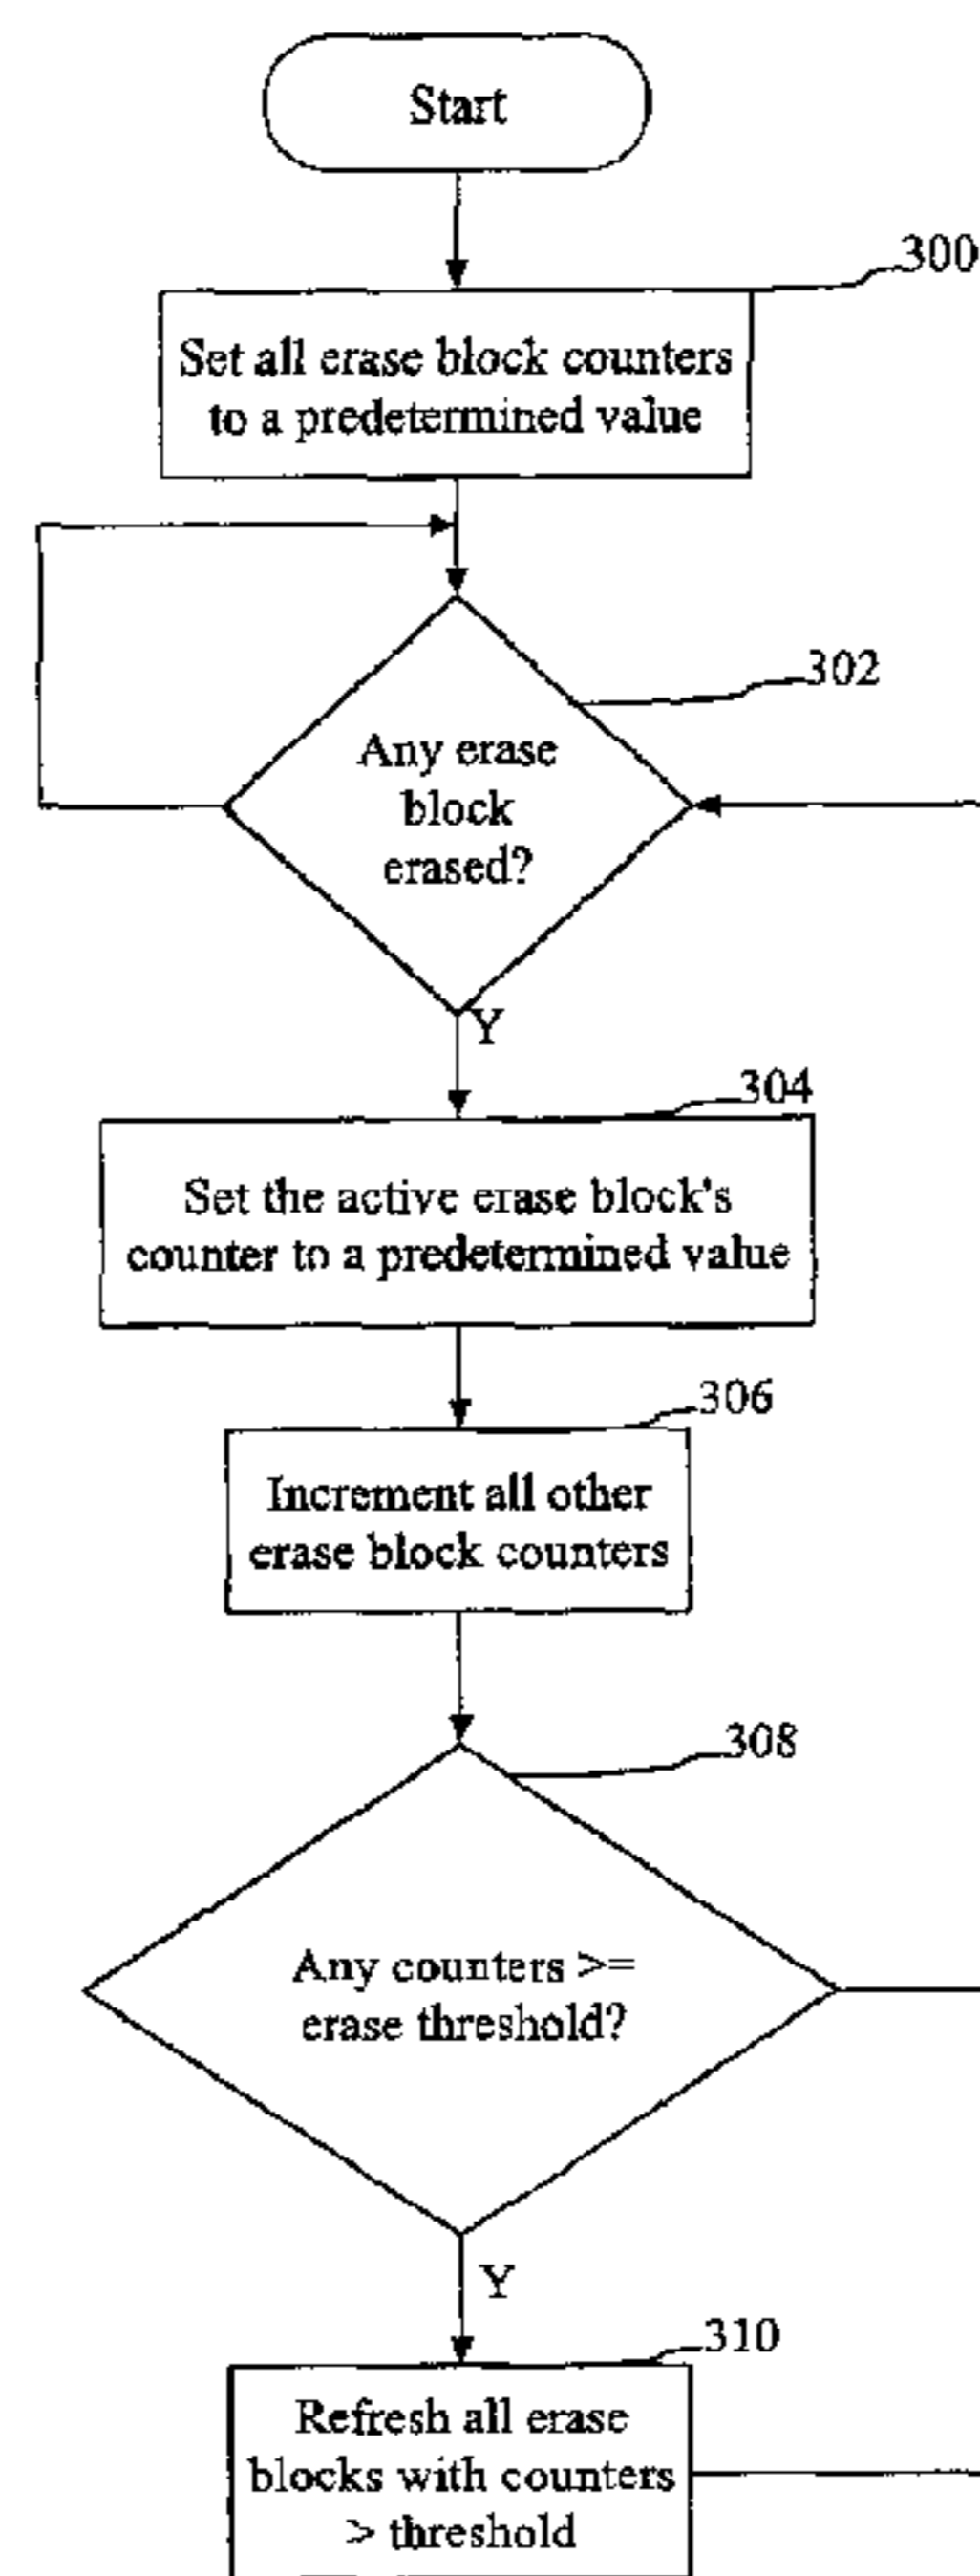 Start
300
Set all erase block counters
to a predetermined value
302
Any erase
block
erased?
Y
304
Set the active erase block's
counter to a predetermined value
306
Increment all other
erase block counters
308
Any counters >=
erase threshold?
Y
310
Refresh all erase
blocks with counters
> threshold